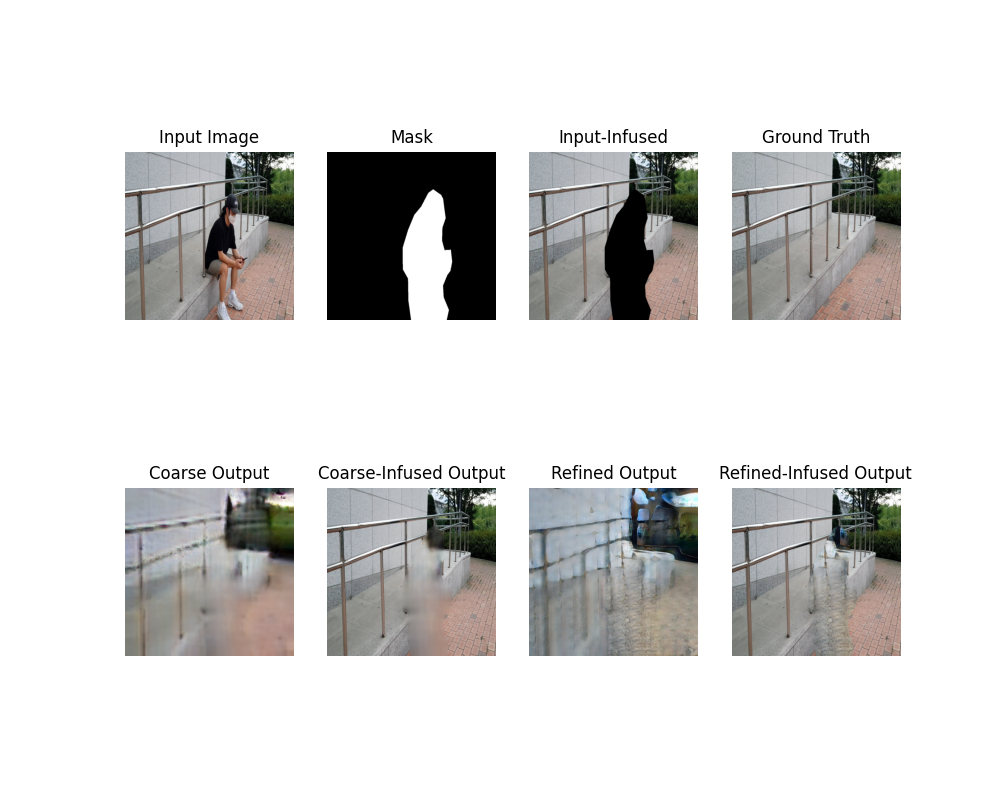 Input Image
Mask
Input-Infused
Ground Truth
Coarse Output
Coarse-Infused Output
Refined Output
Refined-Infused Output